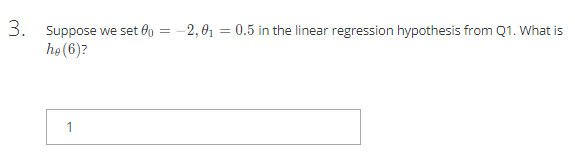 3. Suppose we set θ₀ = −2, θ₁ = 0.5 in the linear regression hypothesis from Q1. What is
hθ(6)?
1